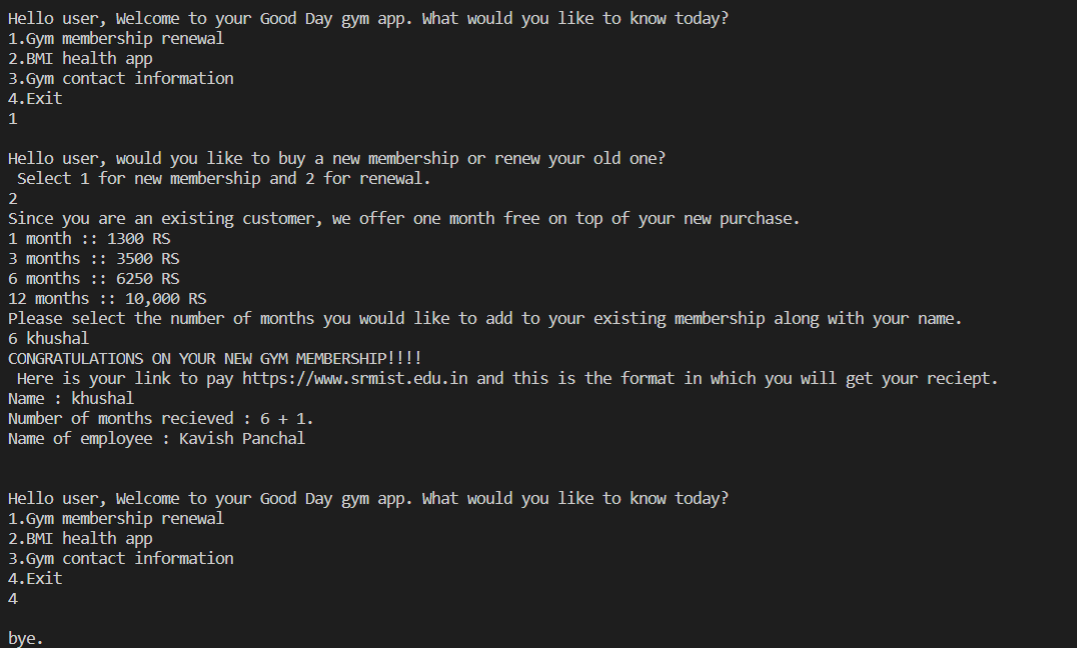 Hello user, Welcome to your Good Day gym app. What would you like to know today?
1.Gym membership renewal
2.BMI health app
3.Gym contact information
4.Exit
1
Hello user, would you like to buy a new membership or renew your old one?
Select 1 for new membership and 2 for renewal.
2
Since you are an existing customer, we offer one month free on top of your new purchase.
1 month :: 1300 RS
3 months :: 3500 RS
6 months :: 6250 RS
12 months :: 10,000 RS
Please select the number of months you would like to add to your existing membership along with your name.
6 khushal
CONGRATULATIONS ON YOUR NEW GYM MEMBERSHIP!!!!
Here is your link to pay https://www.srmist.edu.in and this is the format in which you will get your reciept.
Name : khushal
Number of months recieved : 6 + 1.
Name of employee : Kavish Panchal
Hello user, Welcome to your Good Day gym app. What would you like to know today?
1.Gym membership renewal
2.BMI health app
3.Gym contact information
4.Exit
4
bye.